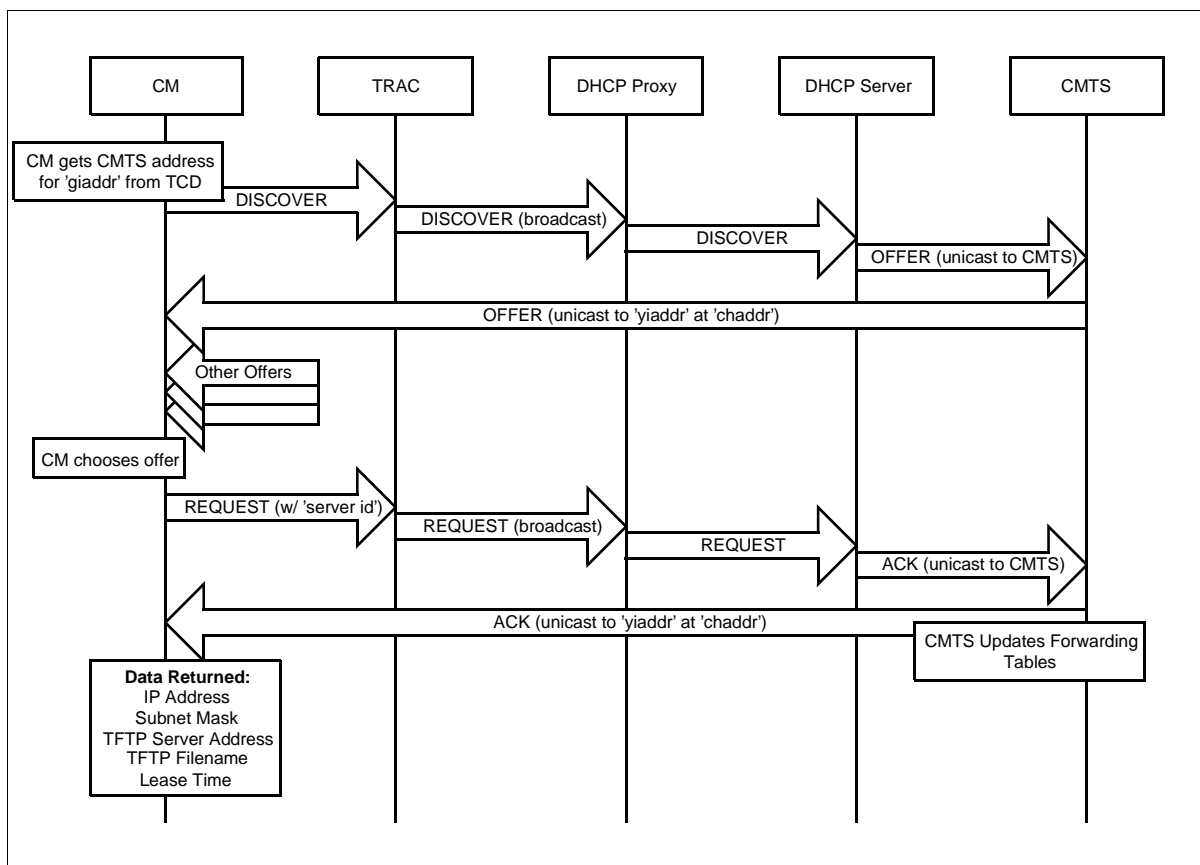 CM
TRAC
DHCP Proxy
DHCP Server
CMTS
CM gets CMTS address
for 'giaddr' from TCD
DISCOVER
DISCOVER (broadcast)
DISCOVER
OFFER (unicast to CMTS)
OFFER (unicast to 'yiaddr' at 'chaddr')
Other Offers
CM chooses offer
REQUEST (w/ 'server id')
REQUEST (broadcast)
REQUEST
ACK (unicast to CMTS)
ACK (unicast to 'yiaddr' at 'chaddr')
CMTS Updates Forwarding
Tables
Data Returned:
IP Address
Subnet Mask
TFTP Server Address
TFTP Filename
Lease Time